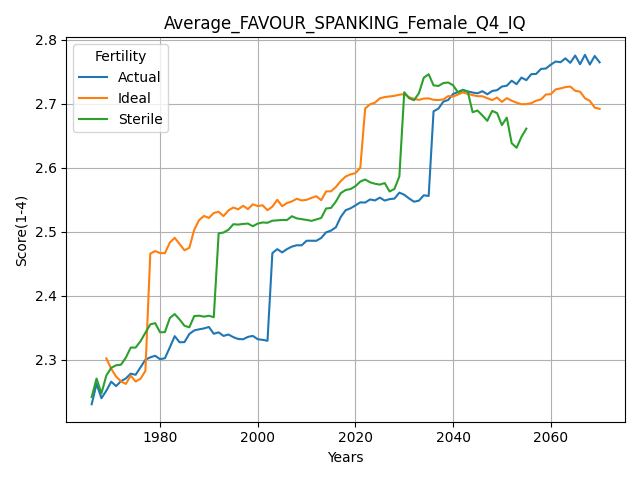 Average_FAVOUR_SPANKING_Female_Q4_IQ
Fertility
Actual
Ideal
Sterile
Score(1-4)
2.8
2.7
2.6
2.5
2.4
2.3
1980
2000
2020
2040
2060
Years